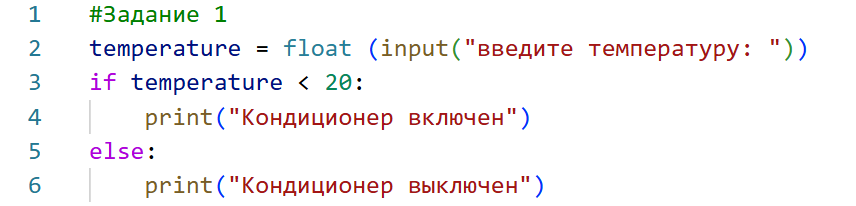 1 #Задание 1
2 temperature = float (input("введите температуру: "))
3 if temperature < 20:
4 print("Кондиционер включен")
5 else:
6 print("Кондиционер выключен")